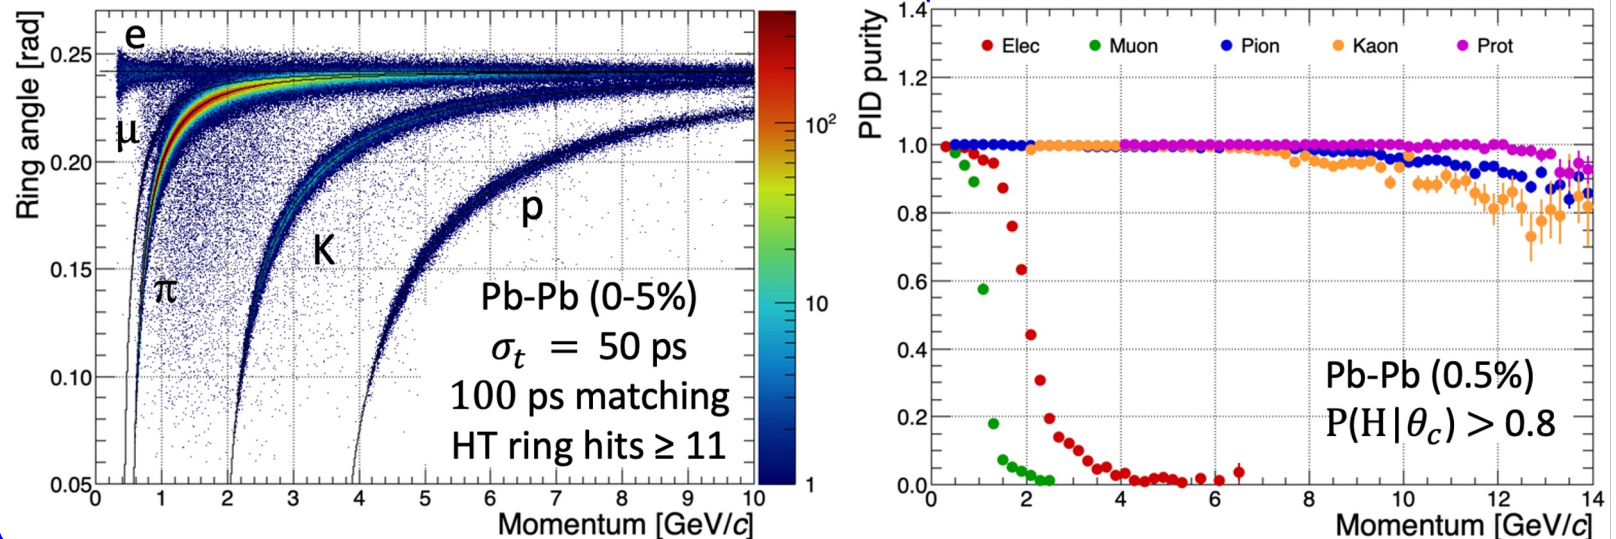 Ring angle [rad]
0.25
0.20
0.15
0.10
0.05
e
μ
π
K
p
Pb-Pb (0-5%)
σt = 50 ps
100 ps matching
HT ring hits ≥ 11
0 1 2 3 4 5 6 7 8 9 10
Momentum [GeV/c]
10²
10
1
PID purity
1.4
1.2
1.0
0.8
0.6
0.4
0.2
0.0
Elec Muon Pion Kaon Prot
Pb-Pb (0.5%)
P(H|θc) > 0.8
0 2 4 6 8 10 12 14
Momentum [GeV/c]